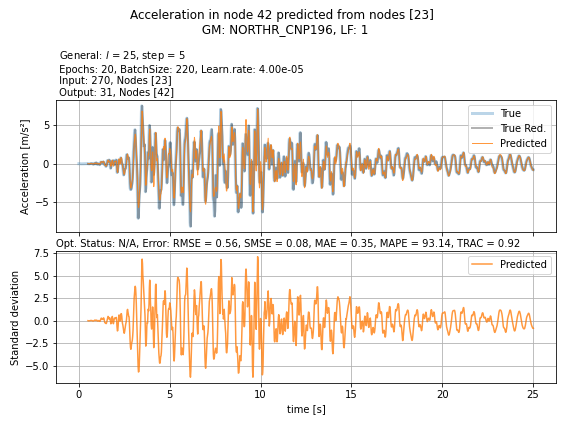 Acceleration in node 42 predicted from nodes [23]
GM: NORTHR_CNP196, LF: 1
General: l = 25, step = 5
Epochs: 20, BatchSize: 220, Learn.rate: 4.00e-05
Input: 270, Nodes [23]
Output: 31, Nodes [42]
Acceleration [m/s²]
5
0
−5
True
True Red.
Predicted
Opt. Status: N/A, Error: RMSE = 0.56, SMSE = 0.08, MAE = 0.35, MAPE = 93.14, TRAC = 0.92
Standard deviation
7.5
5.0
2.5
0.0
−2.5
−5.0
Predicted
0 5 10 15 20 25
time [s]